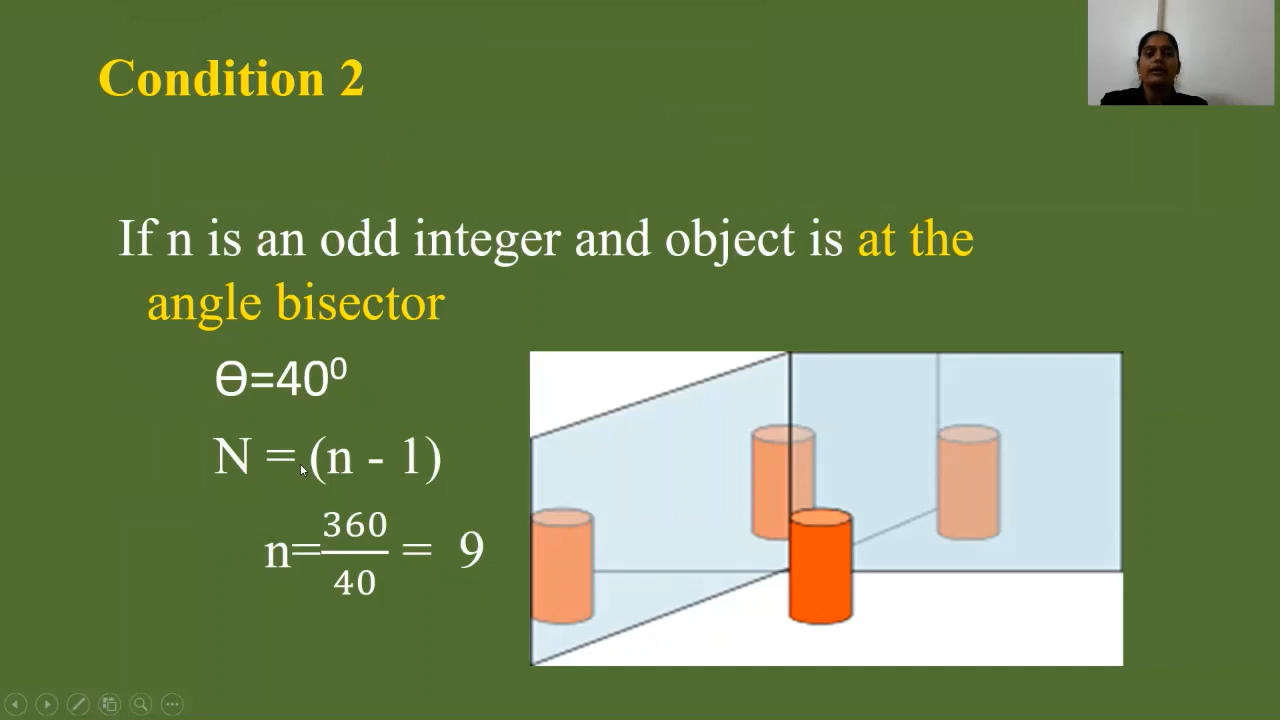 Condition 2
If n is an odd integer and object is at the
angle bisector
Ɵ=40⁰
N = (n - 1)
n=360/40 = 9